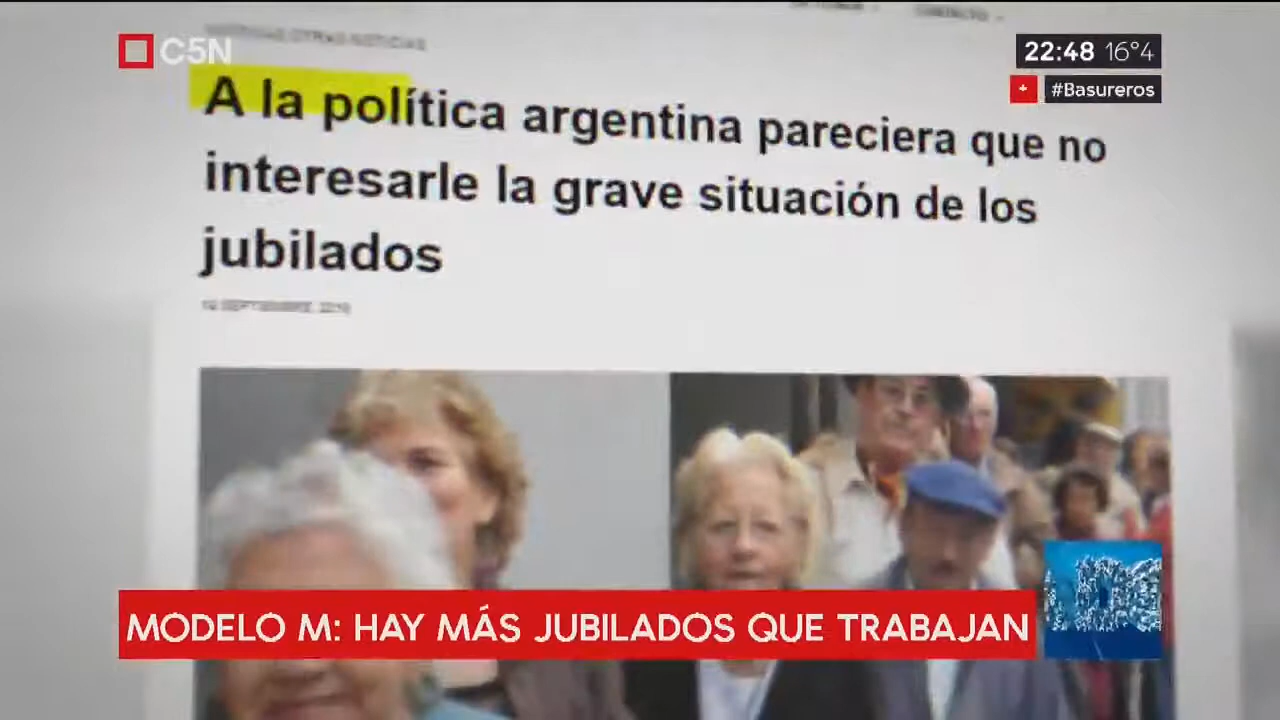 C5N
22:48 16°4
+ #Basureros
A la política argentina pareciera que no
interesarle la grave situación de los
jubilados
MODELO M: HAY MÁS JUBILADOS QUE TRABAJAN